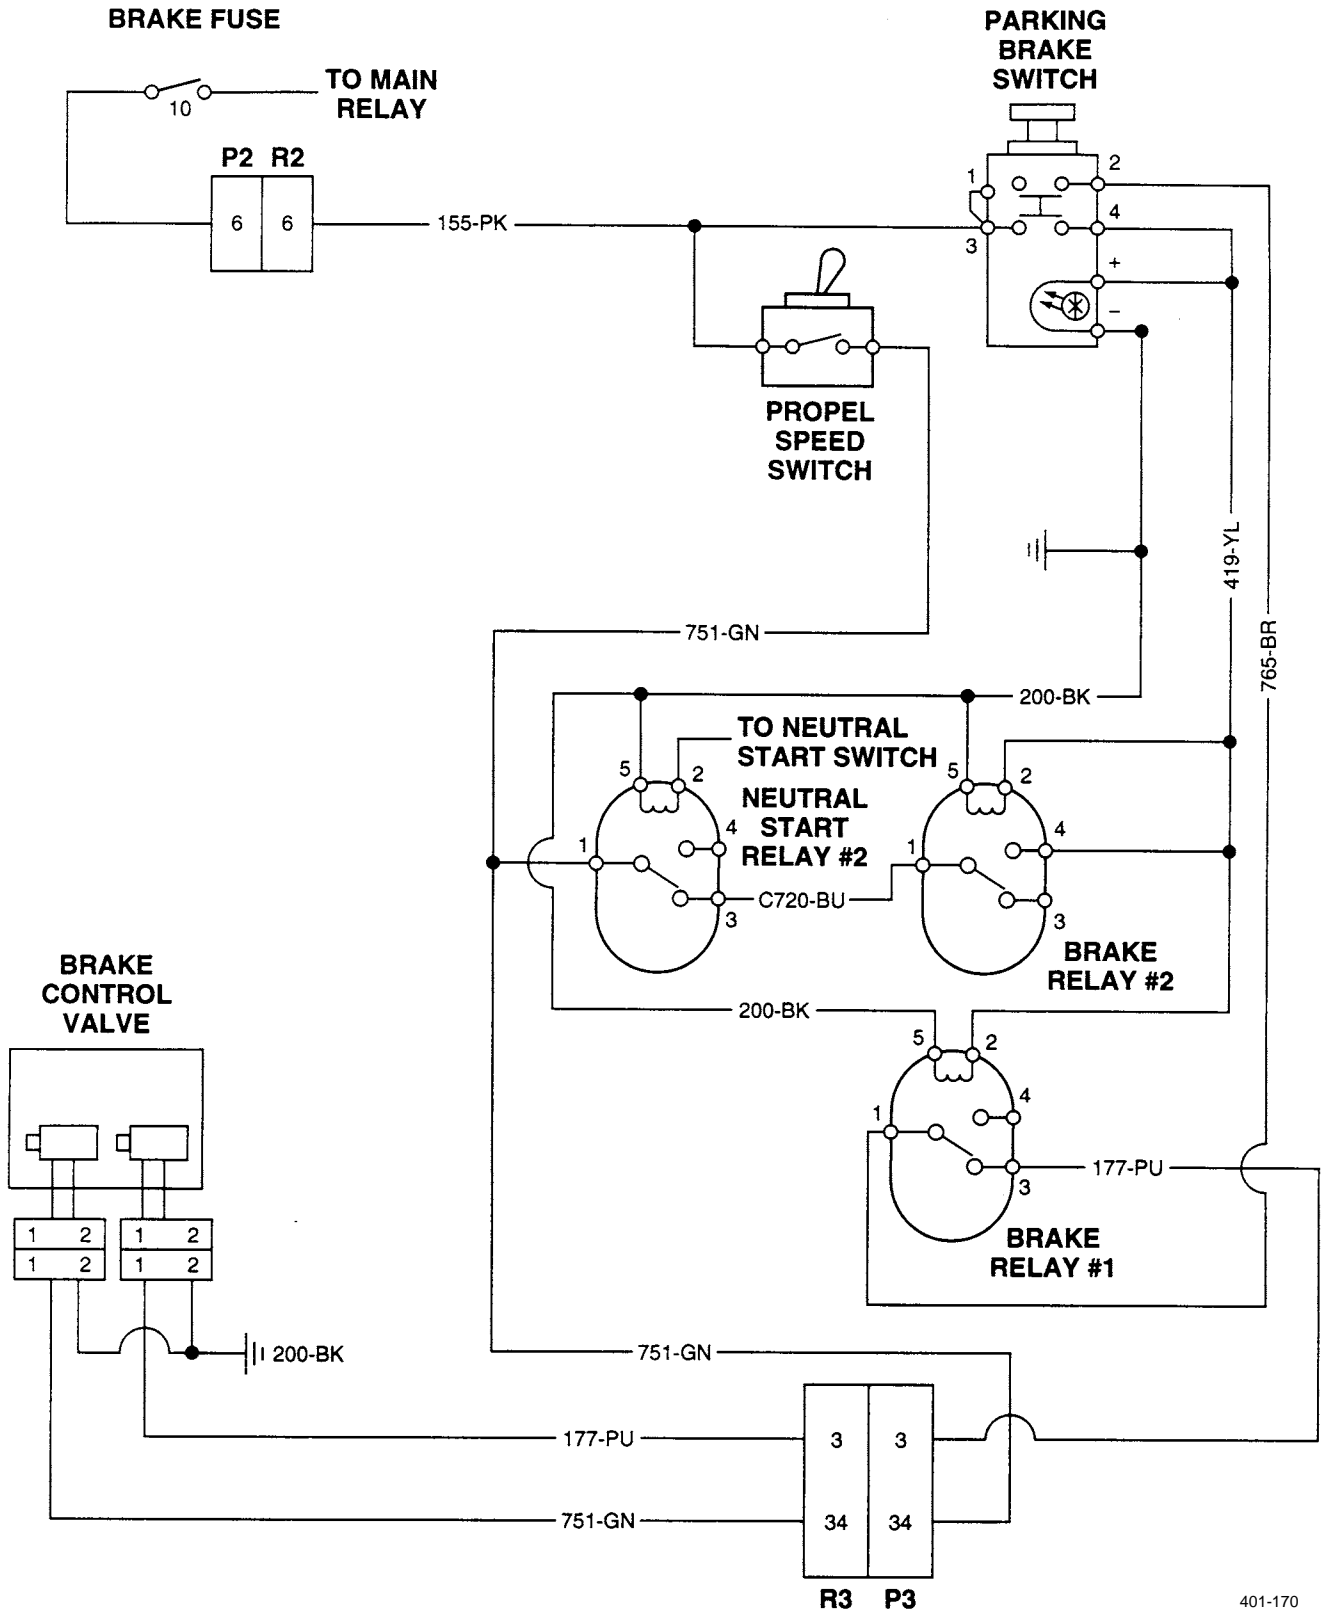 BRAKE FUSE
PARKING
BRAKE
SWITCH
TO MAIN
RELAY
10
P2 R2
6 6
155-PK
1
2
3
4
+
–
PROPEL
SPEED
SWITCH
419-YL
765-BR
751-GN
200-BK
TO NEUTRAL
START SWITCH
5 2
NEUTRAL
START
RELAY #2
1
4
3
C720-BU
5 2
1
4
3
BRAKE
RELAY #2
BRAKE
CONTROL
VALVE
200-BK
5 2
1
4
3
177-PU
BRAKE
RELAY #1
1 2 1 2
1 2 1 2
200-BK
751-GN
177-PU
3 3
751-GN
34 34
R3 P3
401-170